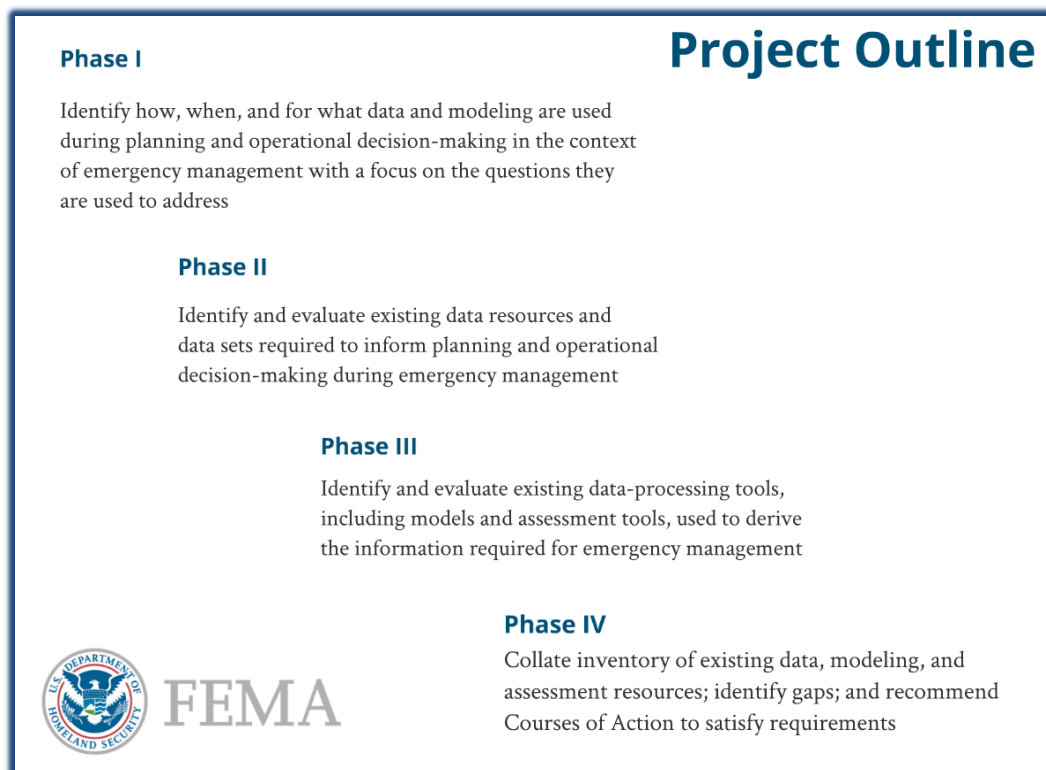 Project Outline
Phase I
Identify how, when, and for what data and modeling are used
during planning and operational decision-making in the context
of emergency management with a focus on the questions they
are used to address
Phase II
Identify and evaluate existing data resources and
data sets required to inform planning and operational
decision-making during emergency management
Phase III
Identify and evaluate existing data-processing tools,
including models and assessment tools, used to derive
the information required for emergency management
Phase IV
Collate inventory of existing data, modeling, and
assessment resources; identify gaps; and recommend
Courses of Action to satisfy requirements
U.S. DEPARTMENT OF
HOMELAND SECURITY
FEMA